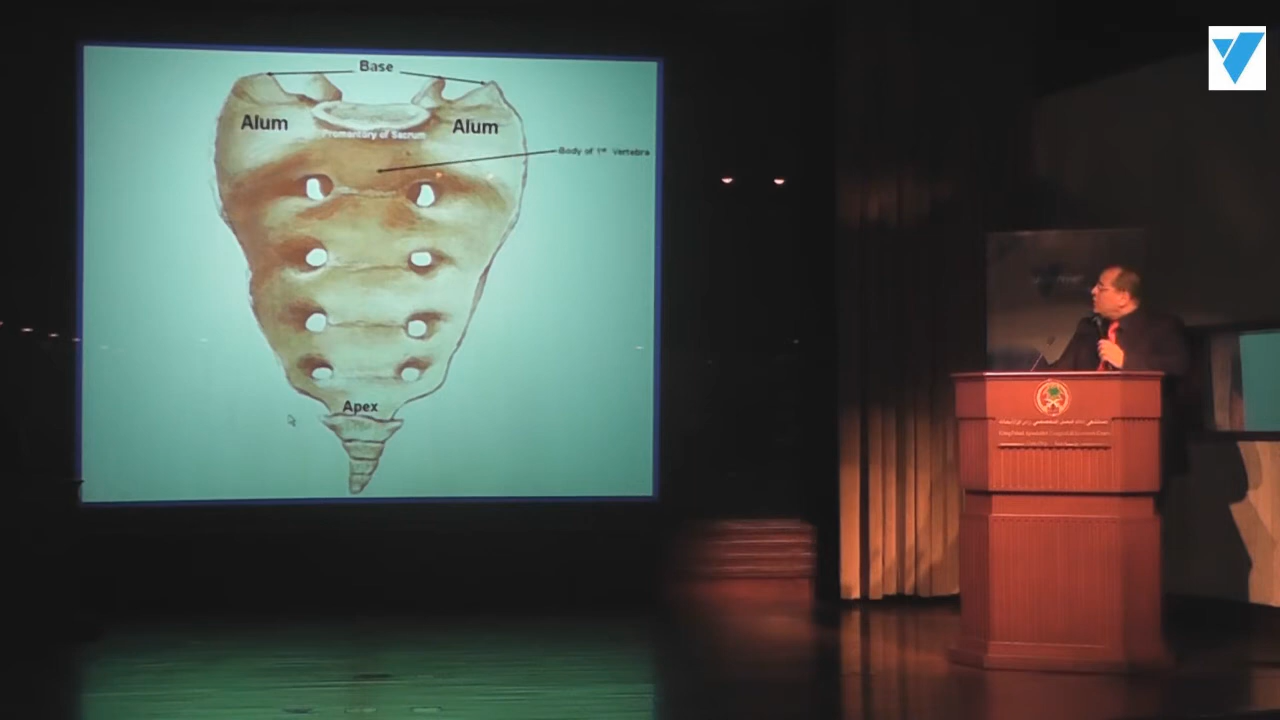 Base
Alum
Alum
Promontory of Sacrum
Body of 1st Vertebra
Apex